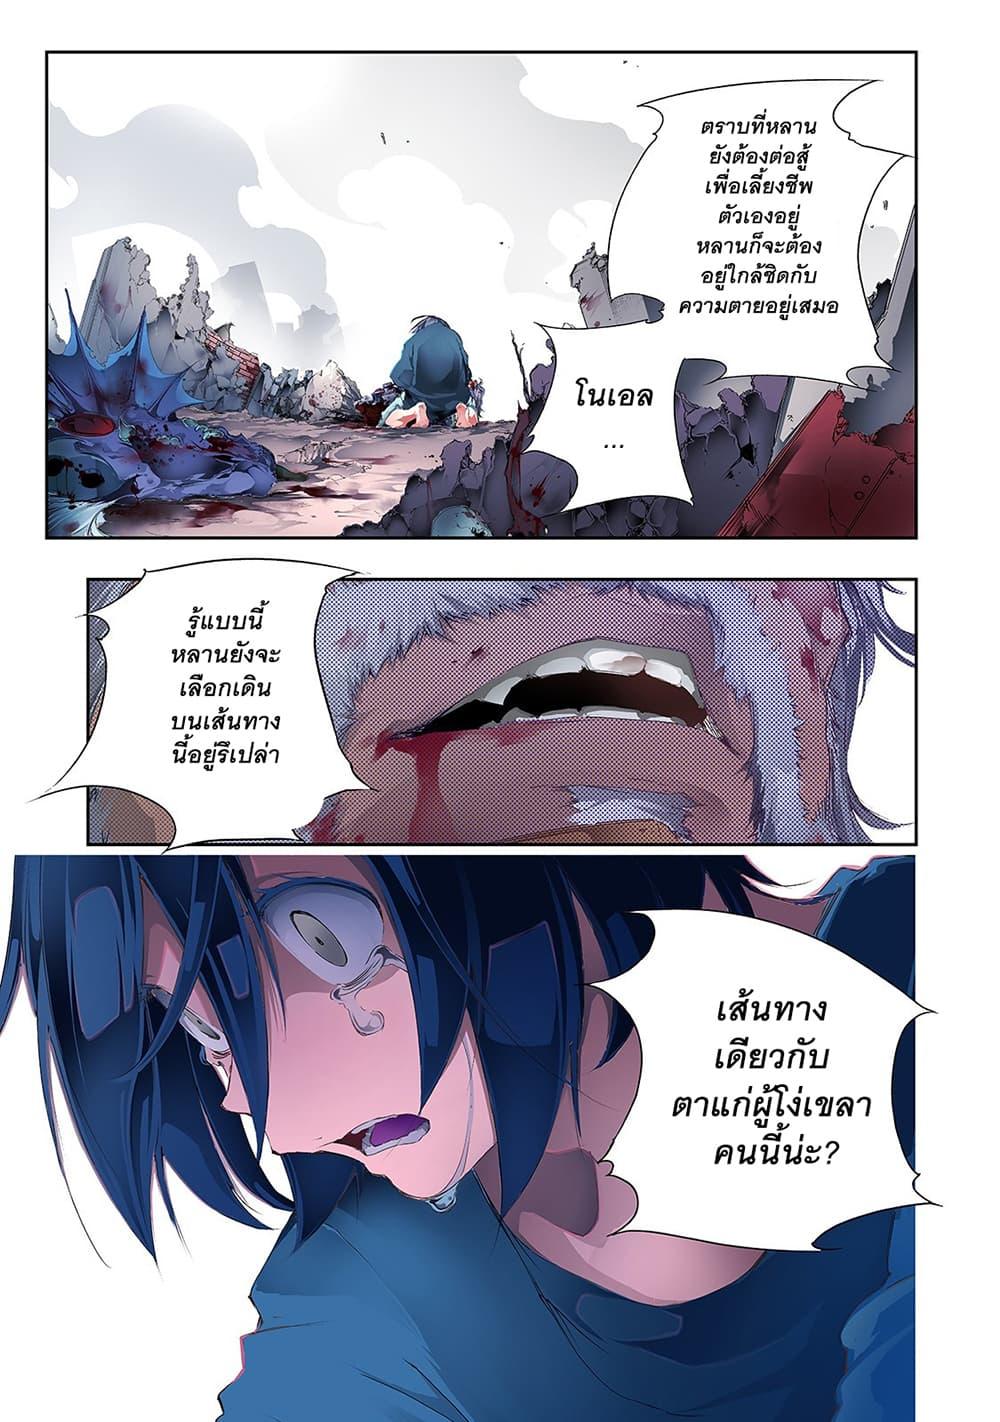 ตราบที่หลาน
ยังต้องต่อสู้
เพื่อเลี้ยงชีพ
ตัวเองอยู่
หลานก็จะต้อง
อยู่ใกล้ชิดกับ
ความตายอยู่เสมอ
โนเอล
...
รู้แบบนี้
หลานยังจะ
เลือกเดิน
บนเส้นทาง
นี้อยู่รึเปล่า
เส้นทาง
เดียวกับ
ตาแก่ผู้โง่เขลา
คนนี้น่ะ?